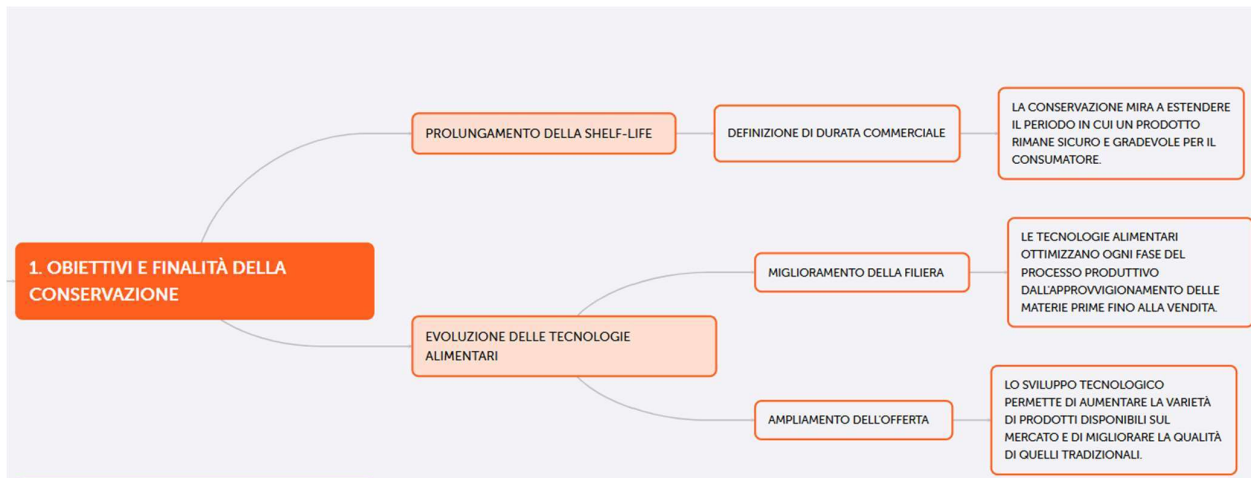 1. OBIETTIVI E FINALITÀ DELLA
CONSERVAZIONE
PROLUNGAMENTO DELLA SHELF-LIFE
DEFINIZIONE DI DURATA COMMERCIALE
LA CONSERVAZIONE MIRA A ESTENDERE
IL PERIODO IN CUI UN PRODOTTO
RIMANE SICURO E GRADEVOLE PER IL
CONSUMATORE.
EVOLUZIONE DELLE TECNOLOGIE
ALIMENTARI
MIGLIORAMENTO DELLA FILIERA
LE TECNOLOGIE ALIMENTARI
OTTIMIZZANO OGNI FASE DEL
PROCESSO PRODUTTIVO
DALL'APPROVVIGIONAMENTO DELLE
MATERIE PRIME FINO ALLA VENDITA.
AMPLIAMENTO DELL'OFFERTA
LO SVILUPPO TECNOLOGICO
PERMETTE DI AUMENTARE LA VARIETÀ
DI PRODOTTI DISPONIBILI SUL
MERCATO E DI MIGLIORARE LA QUALITÀ
DI QUELLI TRADIZIONALI.